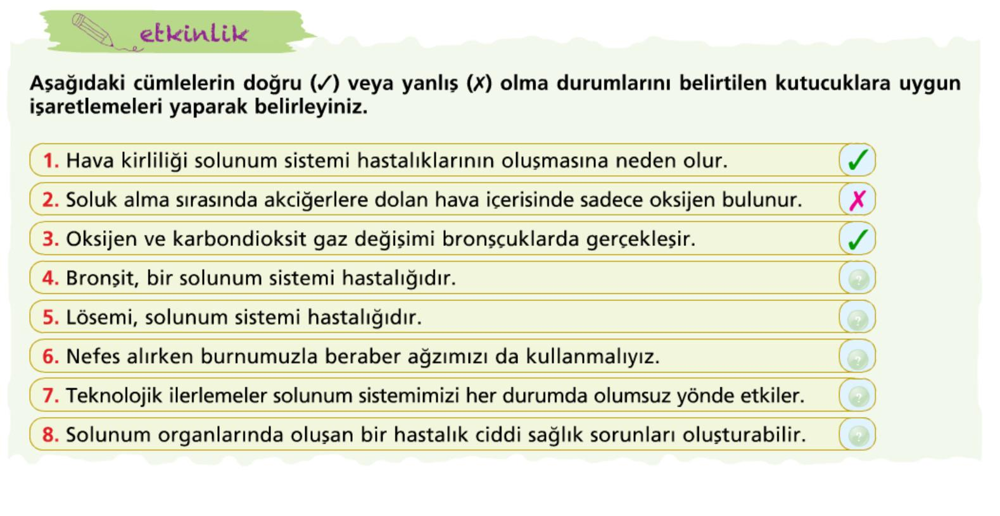 etkinlik
Aşağıdaki cümlelerin doğru (✓) veya yanlış (✗) olma durumlarını belirtilen kutucuklara uygun
işaretlemeleri yaparak belirleyiniz.
1. Hava kirliliği solunum sistemi hastalıklarının oluşmasına neden olur. ✓
2. Soluk alma sırasında akciğerlere dolan hava içerisinde sadece oksijen bulunur. ✗
3. Oksijen ve karbondioksit gaz değişimi bronşçuklarda gerçekleşir. ✓
4. Bronşit, bir solunum sistemi hastalığıdır. ?
5. Lösemi, solunum sistemi hastalığıdır. ?
6. Nefes alırken burnumuzla beraber ağzımızı da kullanmalıyız. ?
7. Teknolojik ilerlemeler solunum sistemimizi her durumda olumsuz yönde etkiler. ?
8. Solunum organlarında oluşan bir hastalık ciddi sağlık sorunları oluşturabilir. ?